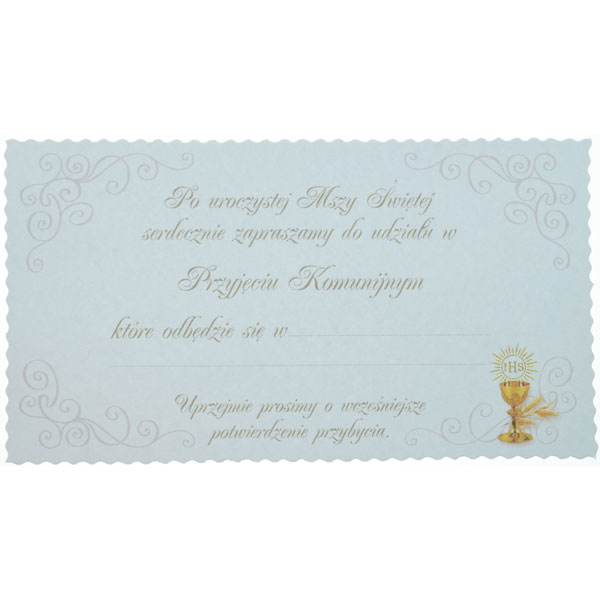 Po uroczystej Mszy Świętej
serdecznie zapraszamy do udziału w
Przyjęciu Komunijnym
które odbędzie się w
IHS
Uprzejmie prosimy o wcześniejsze
potwierdzenie przybycia.